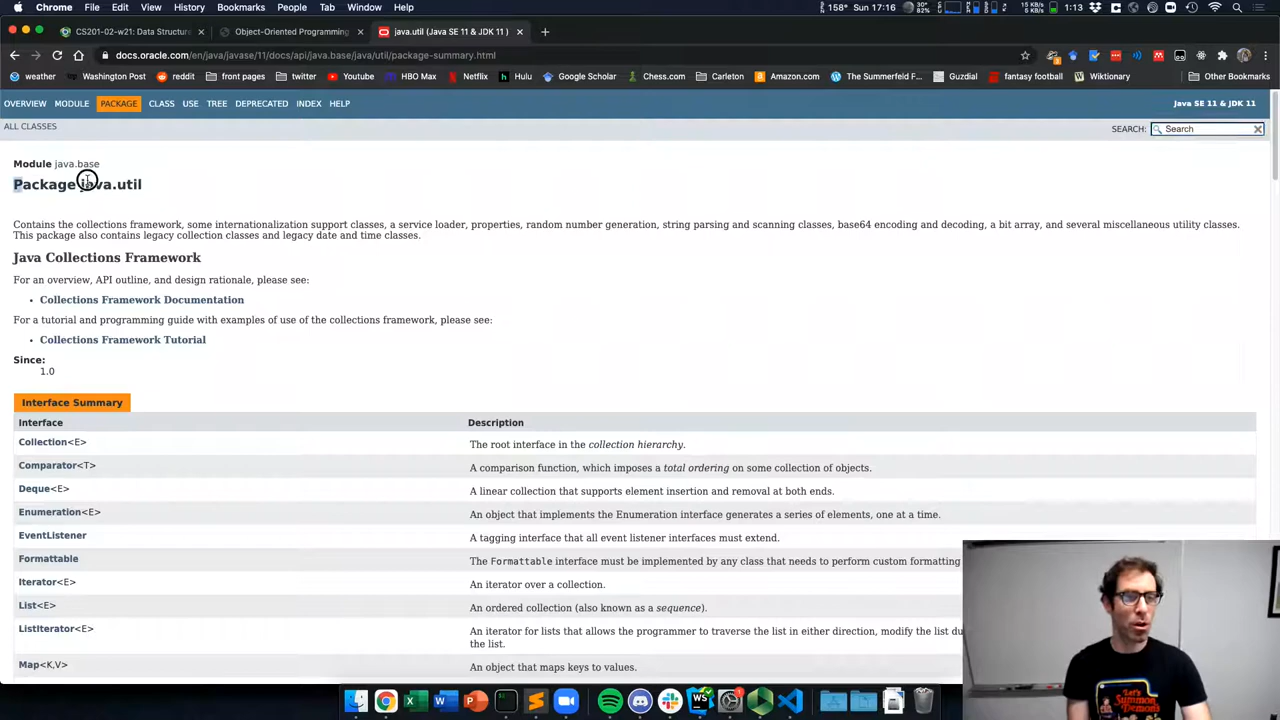 Chrome File Edit View History Bookmarks People Tab Window Help 158° Sun 17:16 30% 82° 15 KB/s 4 KB/s 1:13
CS201-02-w21: Data Structure × Object-Oriented Programming × java.util (Java SE 11 & JDK 11) × +
docs.oracle.com/en/java/javase/11/docs/api/java.base/java/util/package-summary.html
weather Washington Post reddit front pages twitter Youtube HBO Max Netflix Hulu Google Scholar Chess.com Carleton Amazon.com The Summerfeid F... Guzdial fantasy football Wiktionary Other Bookmarks
OVERVIEW MODULE PACKAGE CLASS USE TREE DEPRECATED INDEX HELP Java SE 11 & JDK 11
ALL CLASSES SEARCH: Search
Module java.base
Package java.util
Contains the collections framework, some internationalization support classes, a service loader, properties, random number generation, string parsing and scanning classes, base64 encoding and decoding, a bit array, and several miscellaneous utility classes.
This package also contains legacy collection classes and legacy date and time classes.
Java Collections Framework
For an overview, API outline, and design rationale, please see:
• Collections Framework Documentation
For a tutorial and programming guide with examples of use of the collections framework, please see:
• Collections Framework Tutorial
Since:
1.0
Interface Summary
Interface Description
Collection<E> The root interface in the collection hierarchy.
Comparator<T> A comparison function, which imposes a total ordering on some collection of objects.
Deque<E> A linear collection that supports element insertion and removal at both ends.
Enumeration<E> An object that implements the Enumeration interface generates a series of elements, one at a time.
EventListener A tagging interface that all event listener interfaces must extend.
Formattable The Formattable interface must be implemented by any class that needs to perform custom formatting
Iterator<E> An iterator over a collection.
List<E> An ordered collection (also known as a sequence).
ListIterator<E> An iterator for lists that allows the programmer to traverse the list in either direction, modify the list du
the list.
Map<K,V> An object that maps keys to values.
Let's
Summon
Demons